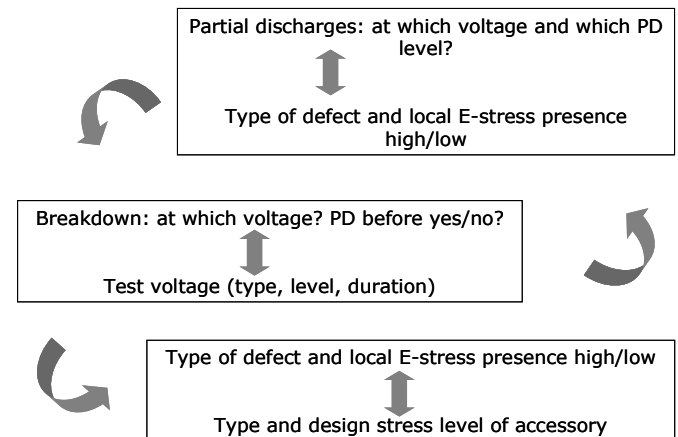 Partial discharges: at which voltage and which PD
level?
Type of defect and local E-stress presence
high/low
Breakdown: at which voltage? PD before yes/no?
Test voltage (type, level, duration)
Type of defect and local E-stress presence high/low
Type and design stress level of accessory